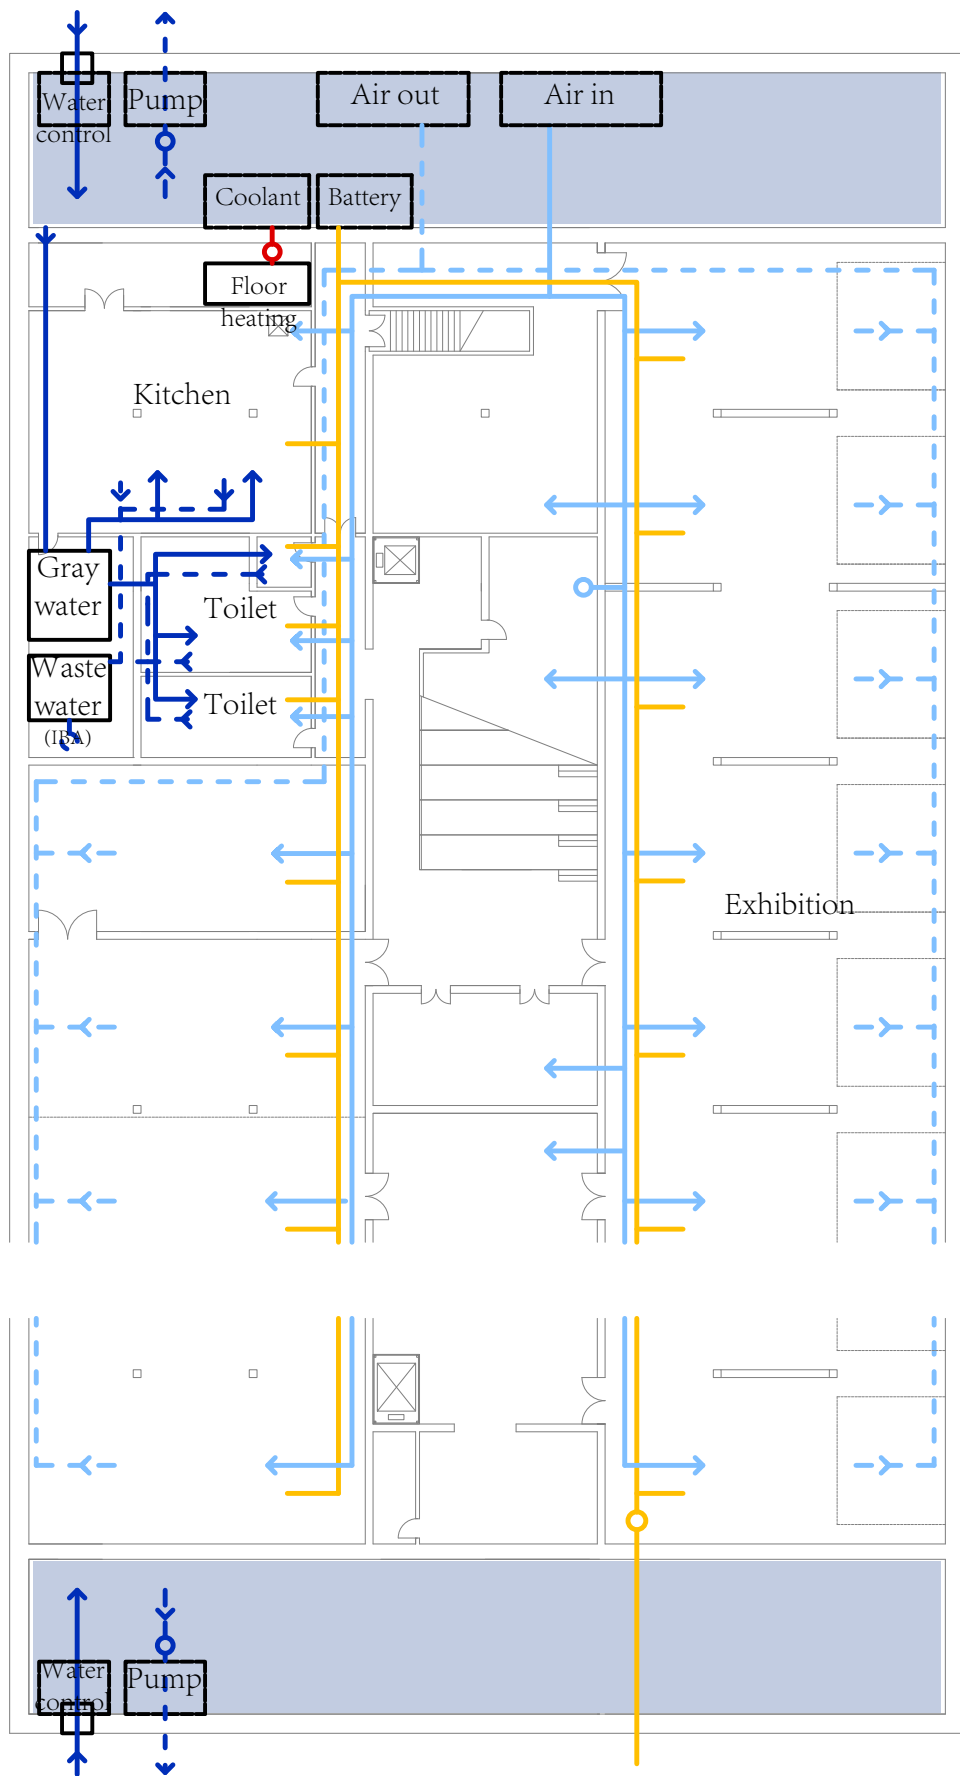 Water
control
Pump
Air out
Air in
Coolant
Battery
Floor
heating
Kitchen
Gray
water
Toilet
Waste
water
(IBA)
Toilet
Exhibition
Water
control
Pump